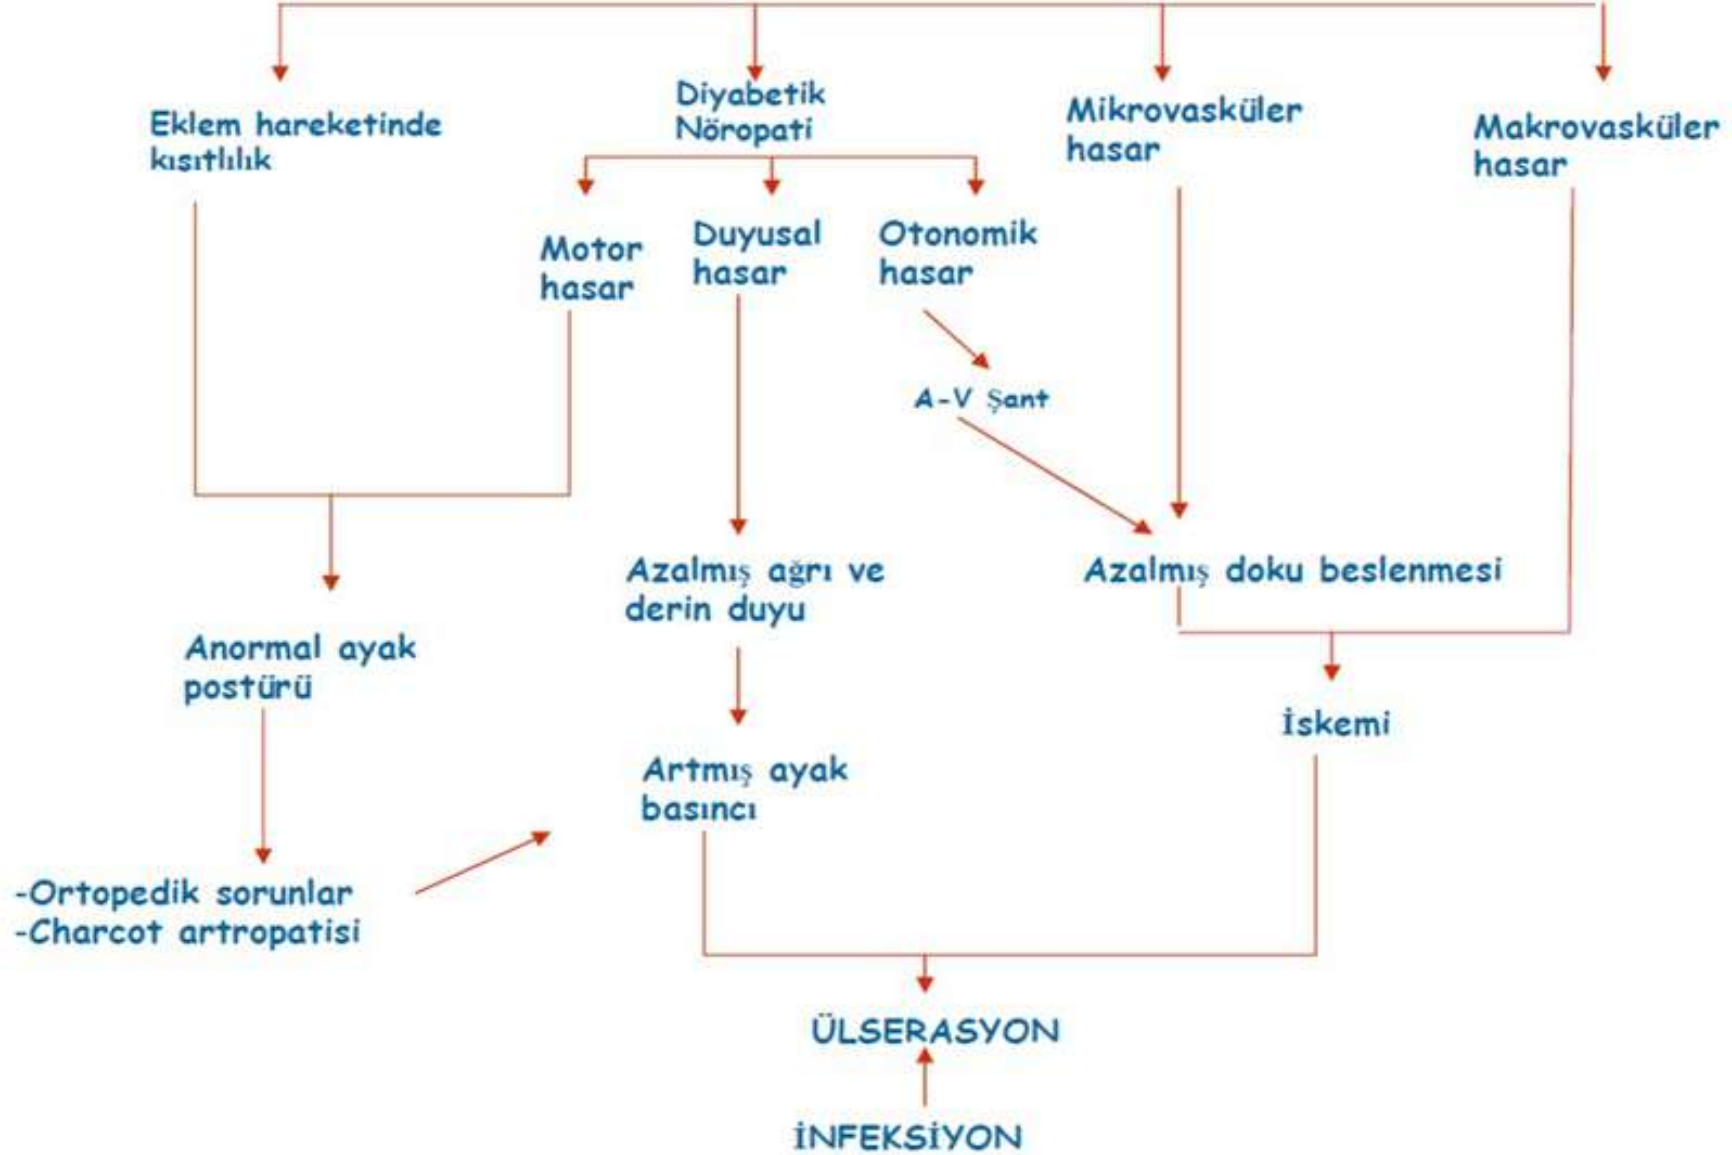 Eklem hareketinde
kısıtlılık
Diyabetik
Nöropati
Mikrovasküler
hasar
Makrovasküler
hasar
Motor
hasar
Duyusal
hasar
Otonomik
hasar
A-V Şant
Azalmış ağrı ve
derin duyu
Azalmış doku beslenmesi
Anormal ayak
postürü
İskemi
Artmış ayak
basıncı
-Ortopedik sorunlar
-Charcot artropatisi
ÜLSERASYON
İNFEKSİYON